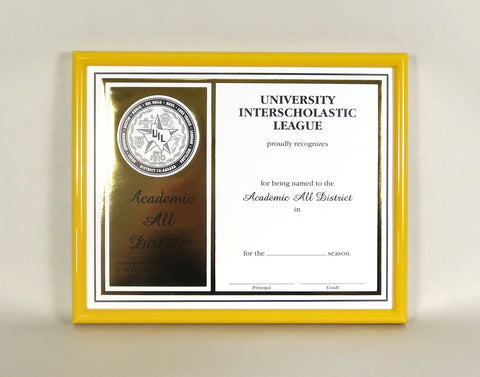 UIL
Academic
All
District
UNIVERSITY
INTERSCHOLASTIC
LEAGUE
proudly recognizes
for being named to the
Academic All District
in
for the season.
Principal Coach